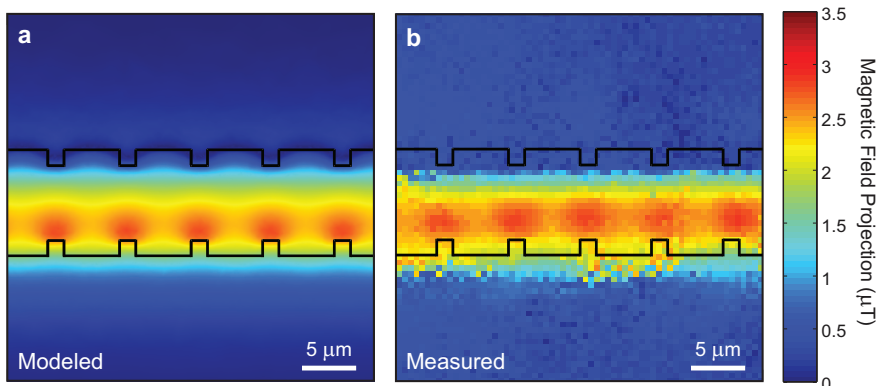 a
Modeled
5 μm
b
Measured
5 μm
3.5
3
2.5
2
1.5
1
0.5
0
Magnetic Field Projection (μT)